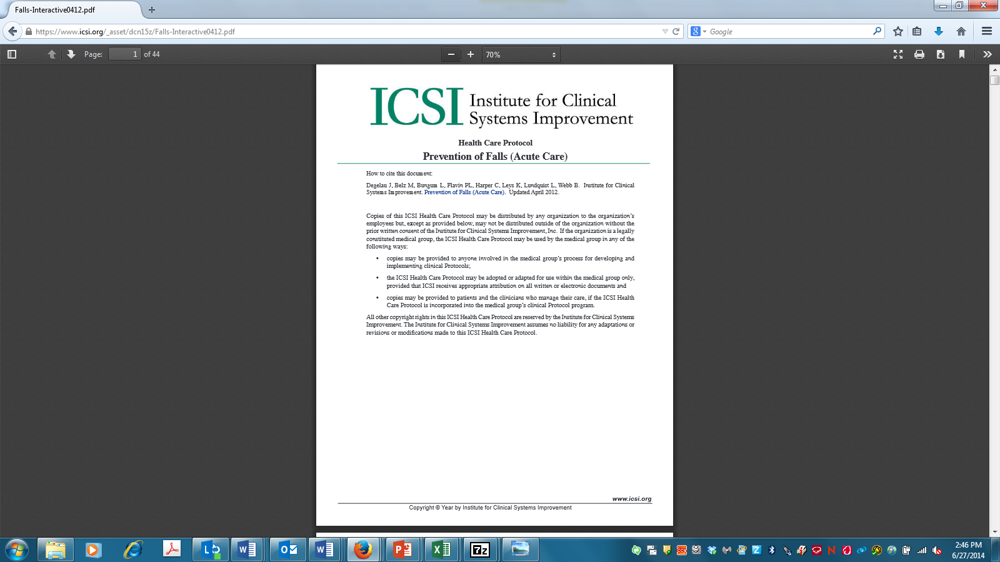 Falls-Interactive0412.pdf
https://www.icsi.org/_asset/dcn15z/Falls-Interactive0412.pdf
Google
Page: 1 of 44
70%
ICSI Institute for Clinical
Systems Improvement
Health Care Protocol
Prevention of Falls (Acute Care)
How to cite this document:
Degelau J, Belz M, Bungum L, Flavin PL, Harper C, Leys K, Lundquist L, Webb B. Institute for Clinical
Systems Improvement. Prevention of Falls (Acute Care). Updated April 2012.
Copies of this ICSI Health Care Protocol may be distributed by any organization to the organization's
employees but, except as provided below, may not be distributed outside of the organization without the
prior written consent of the Institute for Clinical Systems Improvement, Inc. If the organization is a legally
constituted medical group, the ICSI Health Care Protocol may be used by the medical group in any of the
following ways:
• copies may be provided to anyone involved in the medical group's process for developing and
implementing clinical Protocols;
• the ICSI Health Care Protocol may be adopted or adapted for use within the medical group only,
provided that ICSI receives appropriate attribution on all written or electronic documents and
• copies may be provided to patients and the clinicians who manage their care, if the ICSI Health
Care Protocol is incorporated into the medical group's clinical Protocol program.
All other copyright rights in this ICSI Health Care Protocol are reserved by the Institute for Clinical Systems
Improvement. The Institute for Clinical Systems Improvement assumes no liability for any adaptations or
revisions or modifications made to this ICSI Health Care Protocol.
www.icsi.org
Copyright © Year by Institute for Clinical Systems Improvement
2:46 PM
6/27/2014